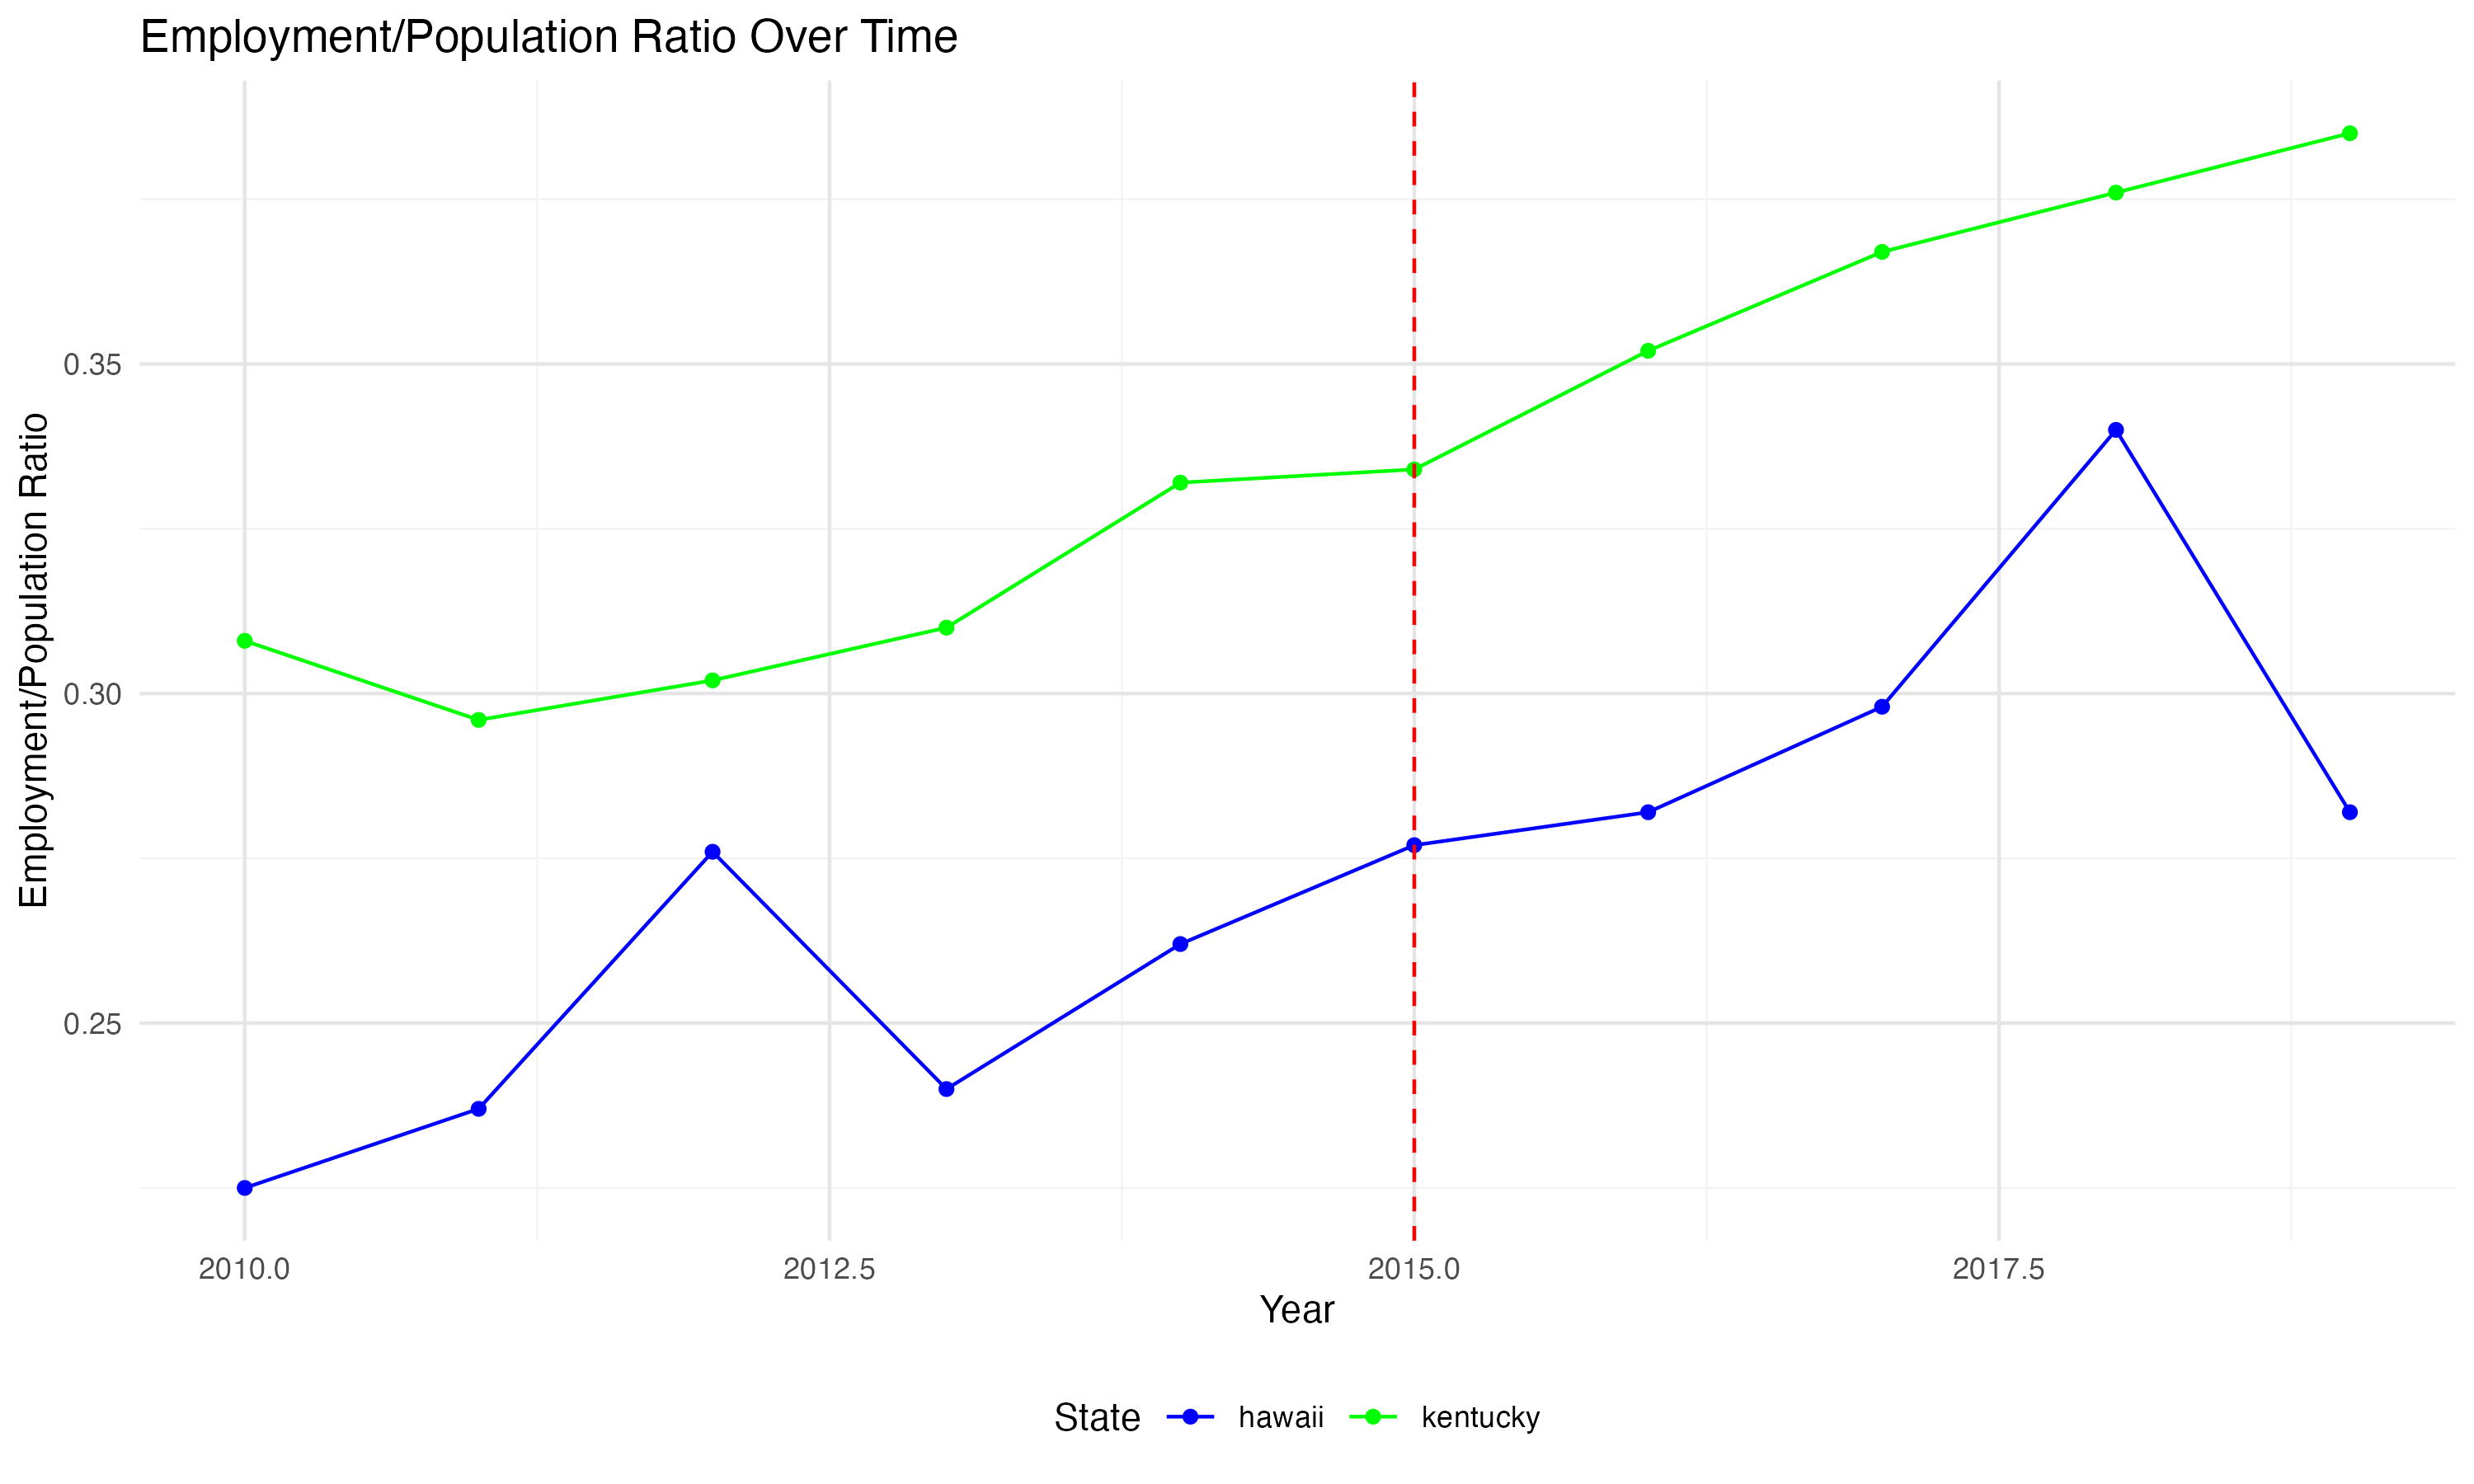 Employment/Population Ratio Over Time
Employment/Population Ratio
0.35
0.30
0.25
2010.0 2012.5 2015.0 2017.5
Year
State hawaii kentucky